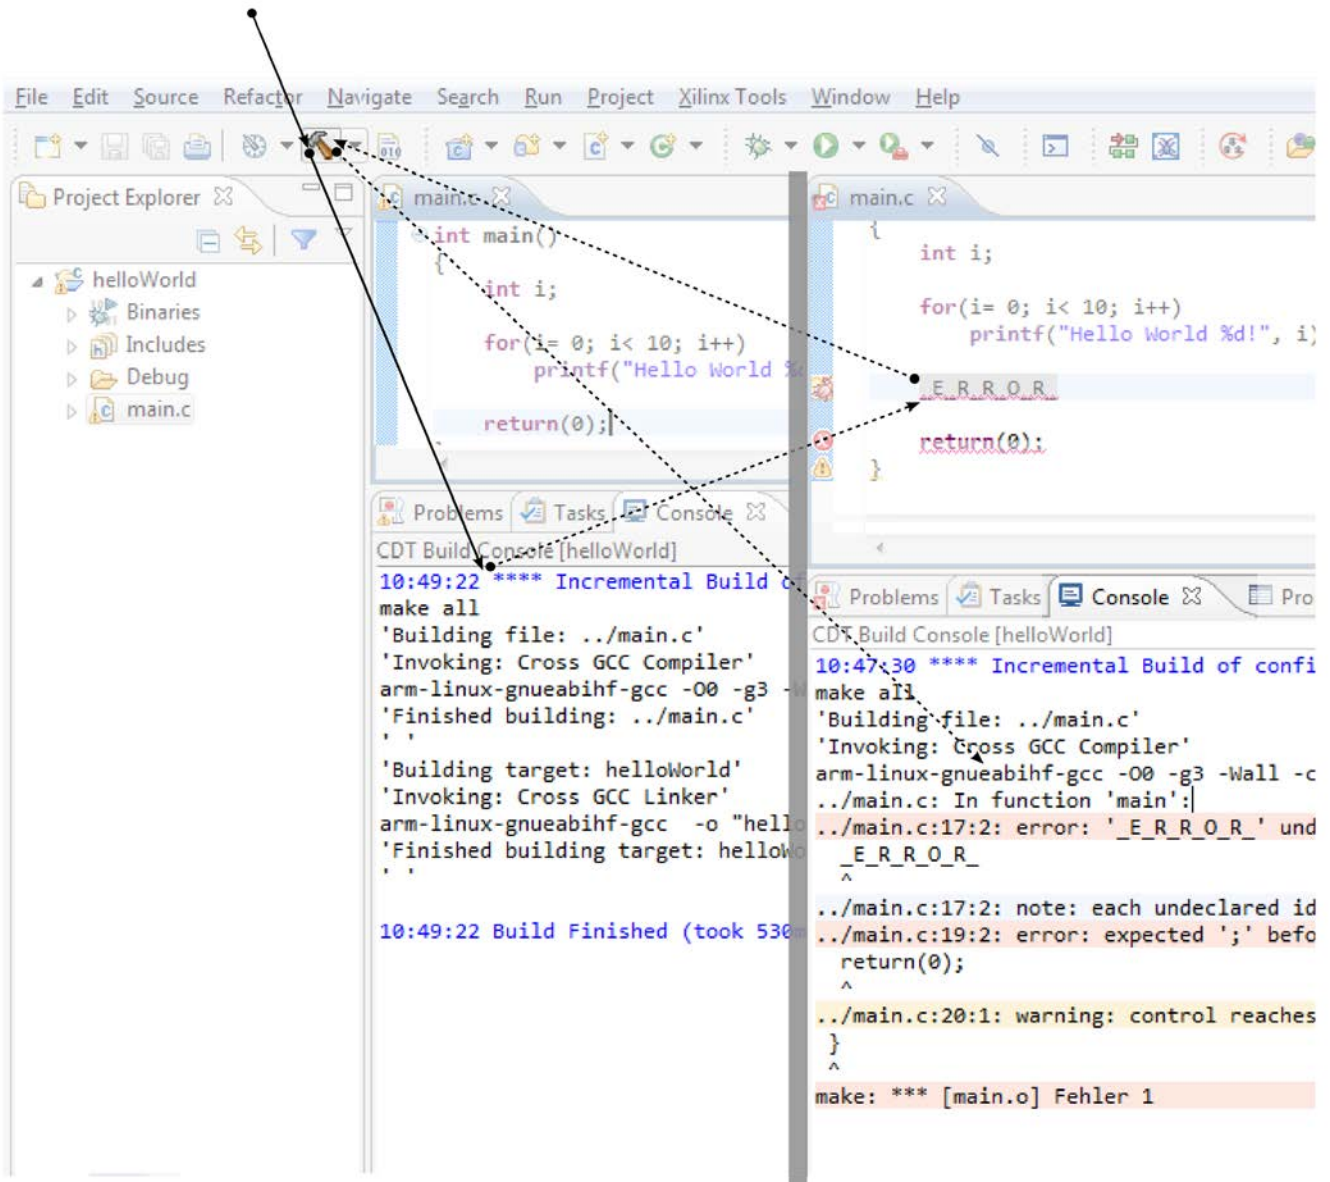 File Edit Source Refactor Navigate Search Run Project Xilinx Tools Window Help
010
Project Explorer
helloWorld
Binaries
Includes
Debug
main.c
main.c
int main()
{
int i;
for(i= 0; i< 10; i++)
printf("Hello World %
return(0);
Problems Tasks Console
CDT Build Console [helloWorld]
10:49:22 **** Incremental Build of
make all
'Building file: ../main.c'
'Invoking: Cross GCC Compiler'
arm-linux-gnueabihf-gcc -O0 -g3 -W
'Finished building: ../main.c'
' '
'Building target: helloWorld'
'Invoking: Cross GCC Linker'
arm-linux-gnueabihf-gcc -o "hello
'Finished building target: helloWo
' '
10:49:22 Build Finished (took 530m
main.c
{
int i;
for(i= 0; i< 10; i++)
printf("Hello World %d!", i)
_E_R_R_O_R_
return(0);
}
Problems Tasks Console Pro
CDT Build Console [helloWorld]
10:47:30 **** Incremental Build of confi
make all
'Building file: ../main.c'
'Invoking: Cross GCC Compiler'
arm-linux-gnueabihf-gcc -O0 -g3 -Wall -c
../main.c: In function 'main':
../main.c:17:2: error: '_E_R_R_O_R_' und
_E_R_R_O_R_
^
../main.c:17:2: note: each undeclared id
../main.c:19:2: error: expected ';' befo
return(0);
^
../main.c:20:1: warning: control reaches
}
^
make: *** [main.o] Fehler 1